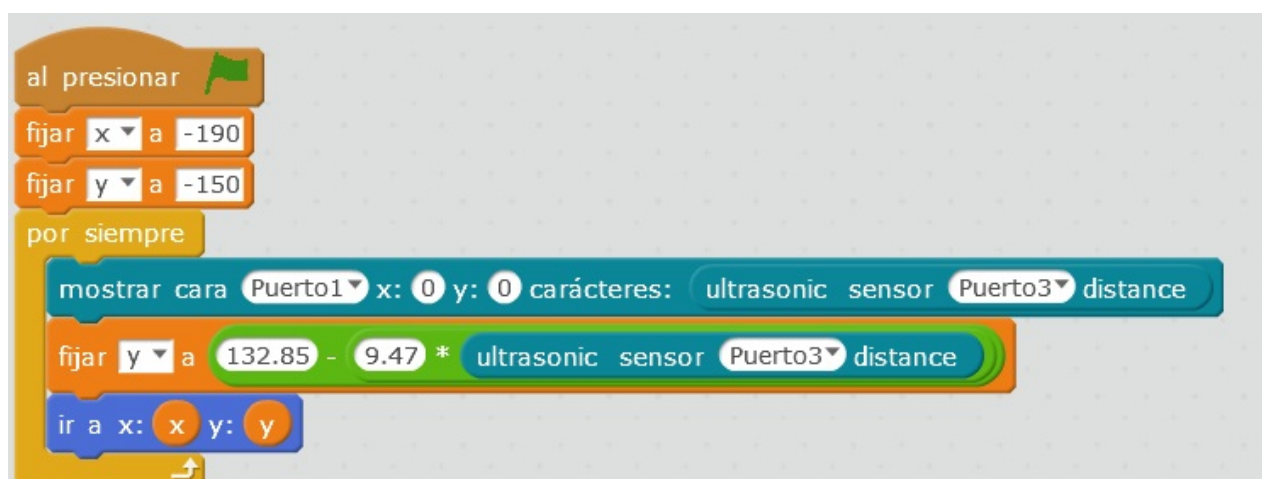 al presionar
fijar x a -190
fijar y a -150
por siempre
mostrar cara Puerto1 x: 0 y: 0 carácteres: ultrasonic sensor Puerto3 distance
fijar y a 132.85 - 9.47 * ultrasonic sensor Puerto3 distance
ir a x: x y: y